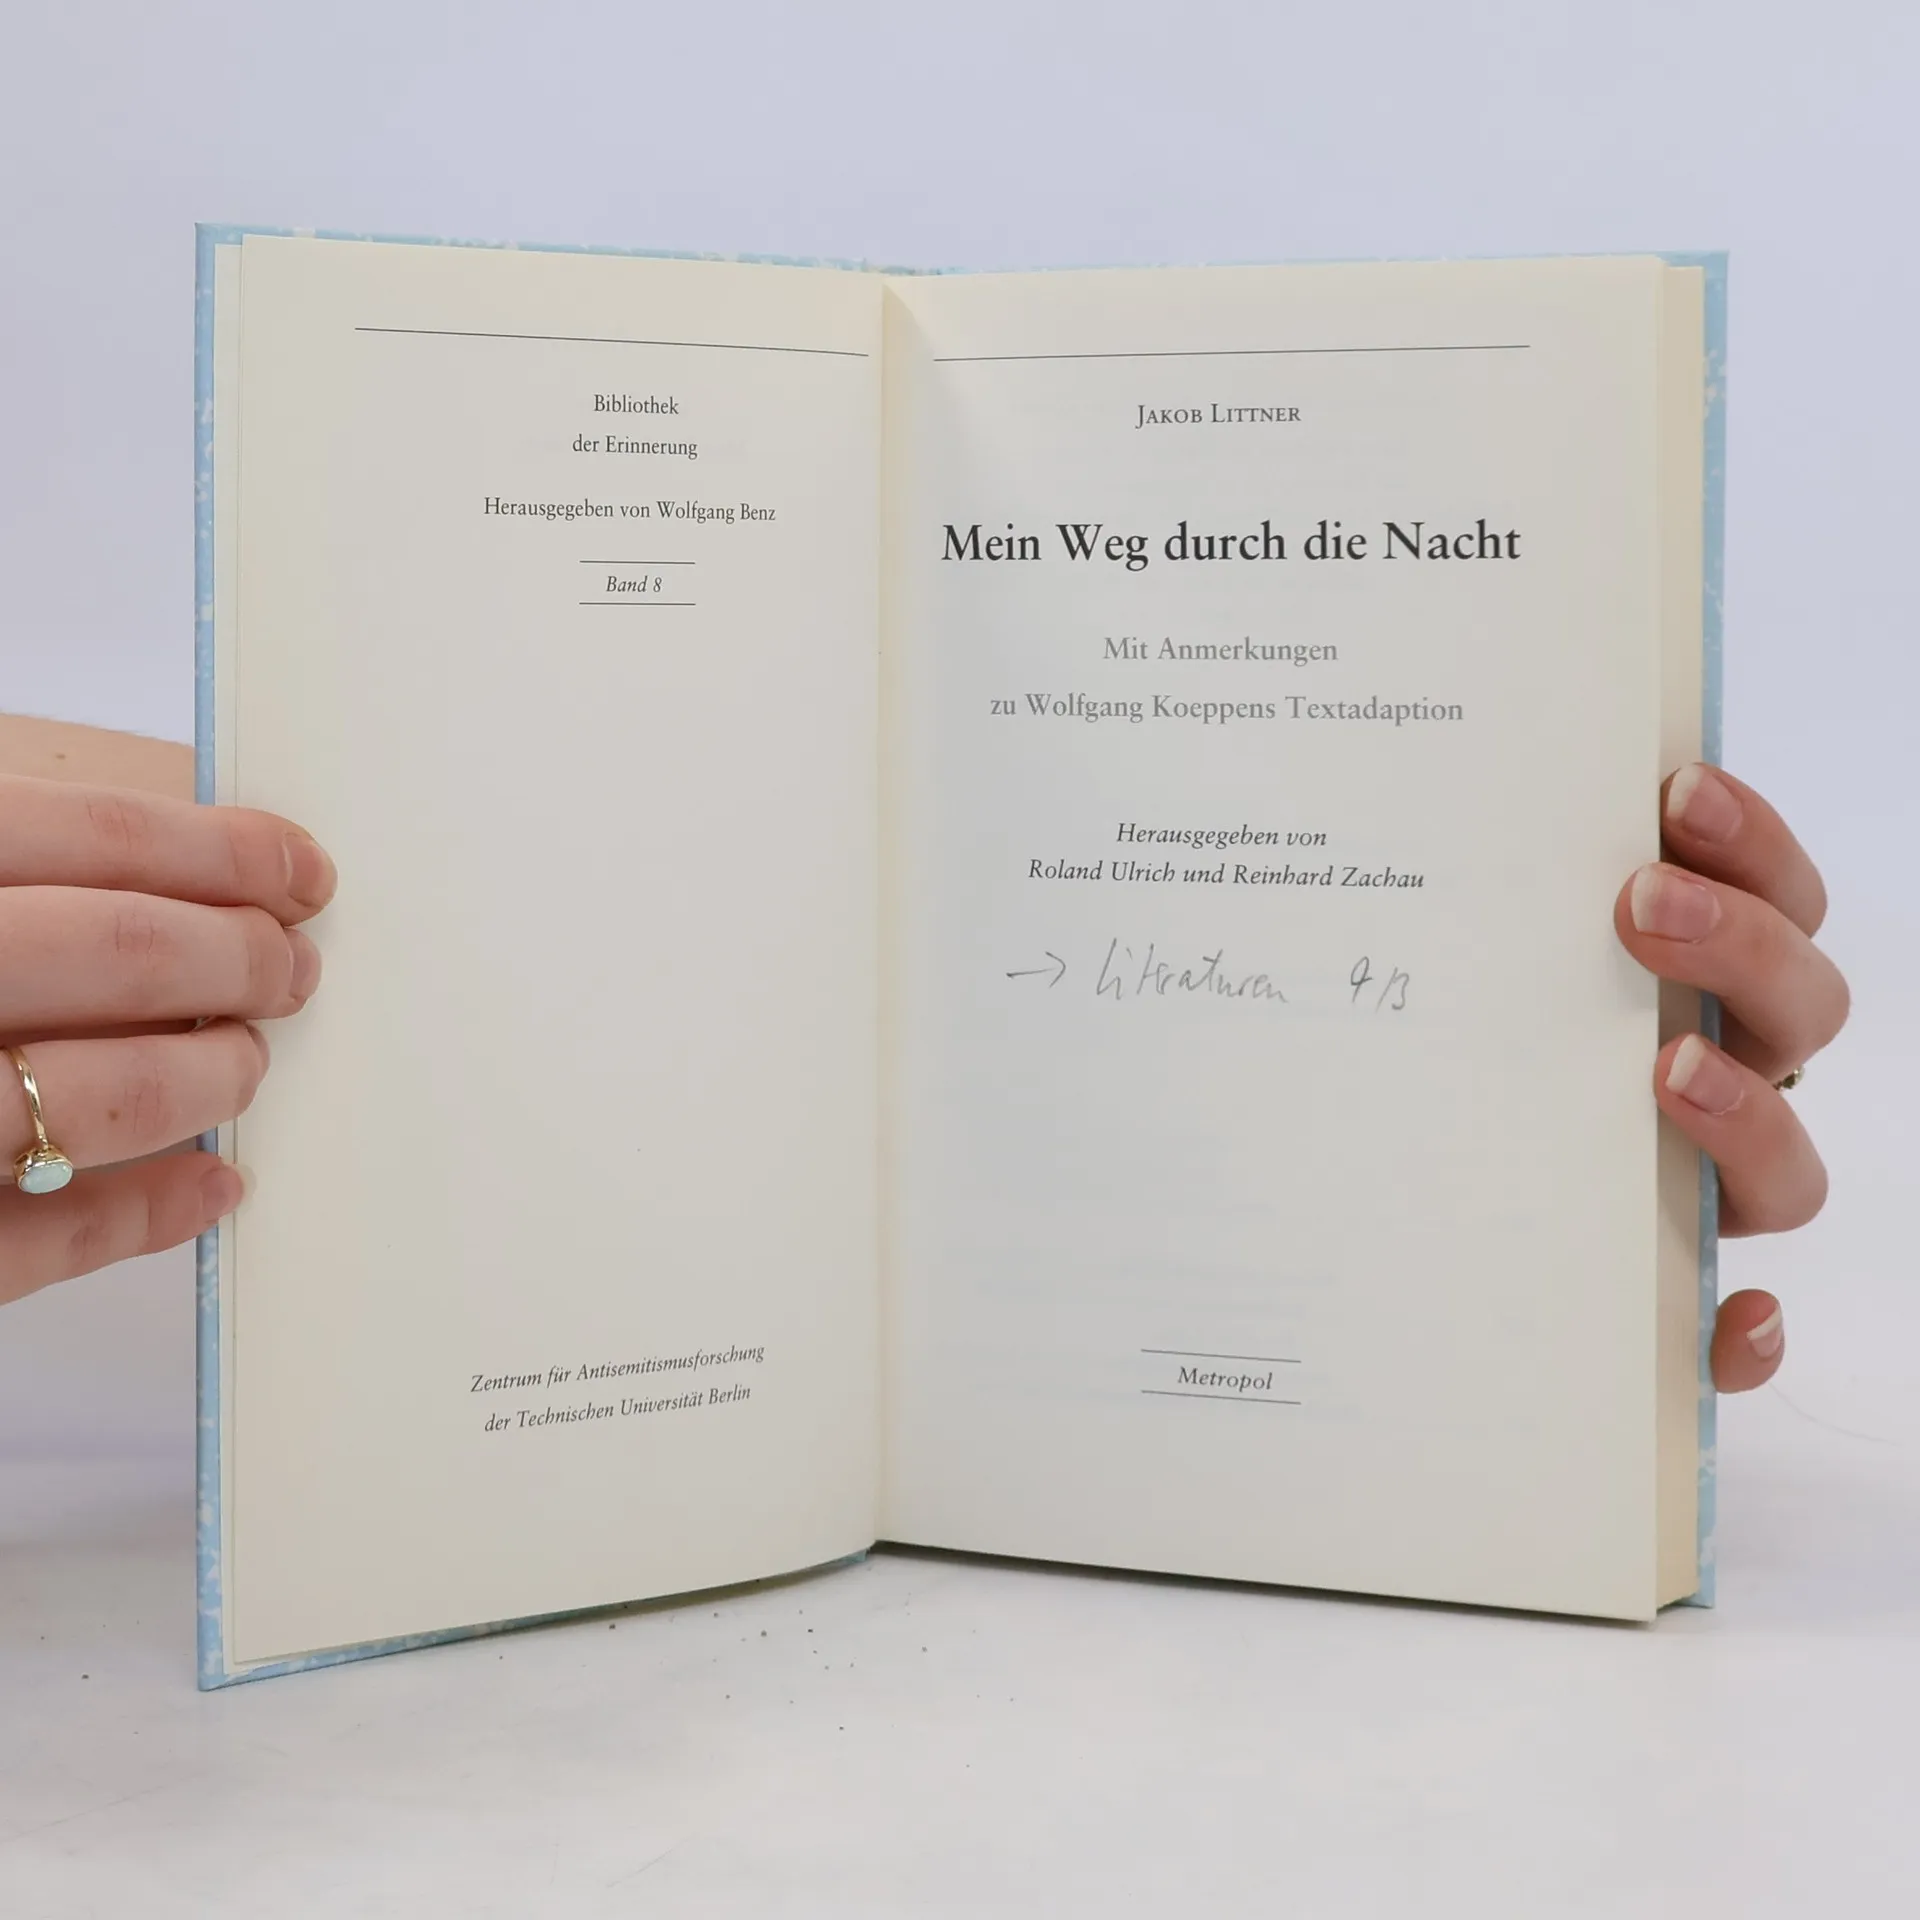 Bibliothek
der Erinnerung
Herausgegeben von Wolfgang Benz
Band 8
Zentrum für Antisemitismusforschung
der Technischen Universität Berlin
JAKOB LITTNER
Mein Weg durch die Nacht
Mit Anmerkungen
zu Wolfgang Koeppens Textadaption
Herausgegeben von
Roland Ulrich und Reinhard Zachau
→ Literaturen
Metropol